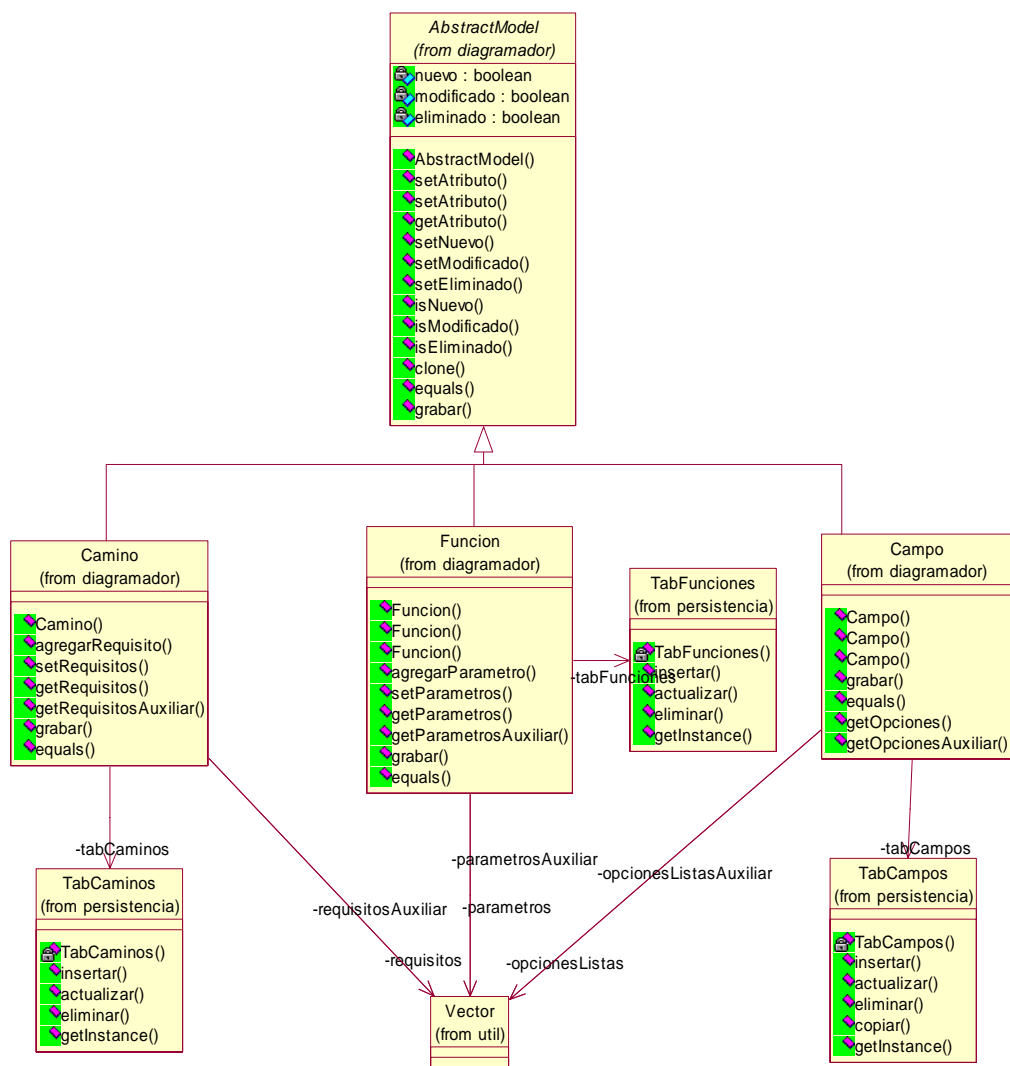 AbstractModel
(from diagramador)
nuevo : boolean
modificado : boolean
eliminado : boolean
AbstractModel()
setAtributo()
setAtributo()
getAtributo()
setNuevo()
setModificado()
setEliminado()
isNuevo()
isModificado()
isEliminado()
clone()
equals()
grabar()
Camino
(from diagramador)
Camino()
agregarRequisito()
setRequisitos()
getRequisitos()
getRequisitosAuxiliar()
grabar()
equals()
Funcion
(from diagramador)
Funcion()
Funcion()
Funcion()
agregarParametro()
setParametros()
getParametros()
getParametrosAuxiliar()
grabar()
equals()
-tabFunciones
TabFunciones
(from persistencia)
TabFunciones()
insertar()
actualizar()
eliminar()
getInstance()
Campo
(from diagramador)
Campo()
Campo()
Campo()
grabar()
equals()
getOpciones()
getOpcionesAuxiliar()
-tabCaminos
TabCaminos
(from persistencia)
TabCaminos()
insertar()
actualizar()
eliminar()
getInstance()
-requisitosAuxiliar
-requisitos
-parametrosAuxiliar
-parametros
-opcionesListasAuxiliar
-opcionesListas
Vector
(from util)
-tabCampos
TabCampos
(from persistencia)
TabCampos()
insertar()
actualizar()
eliminar()
copiar()
getInstance()